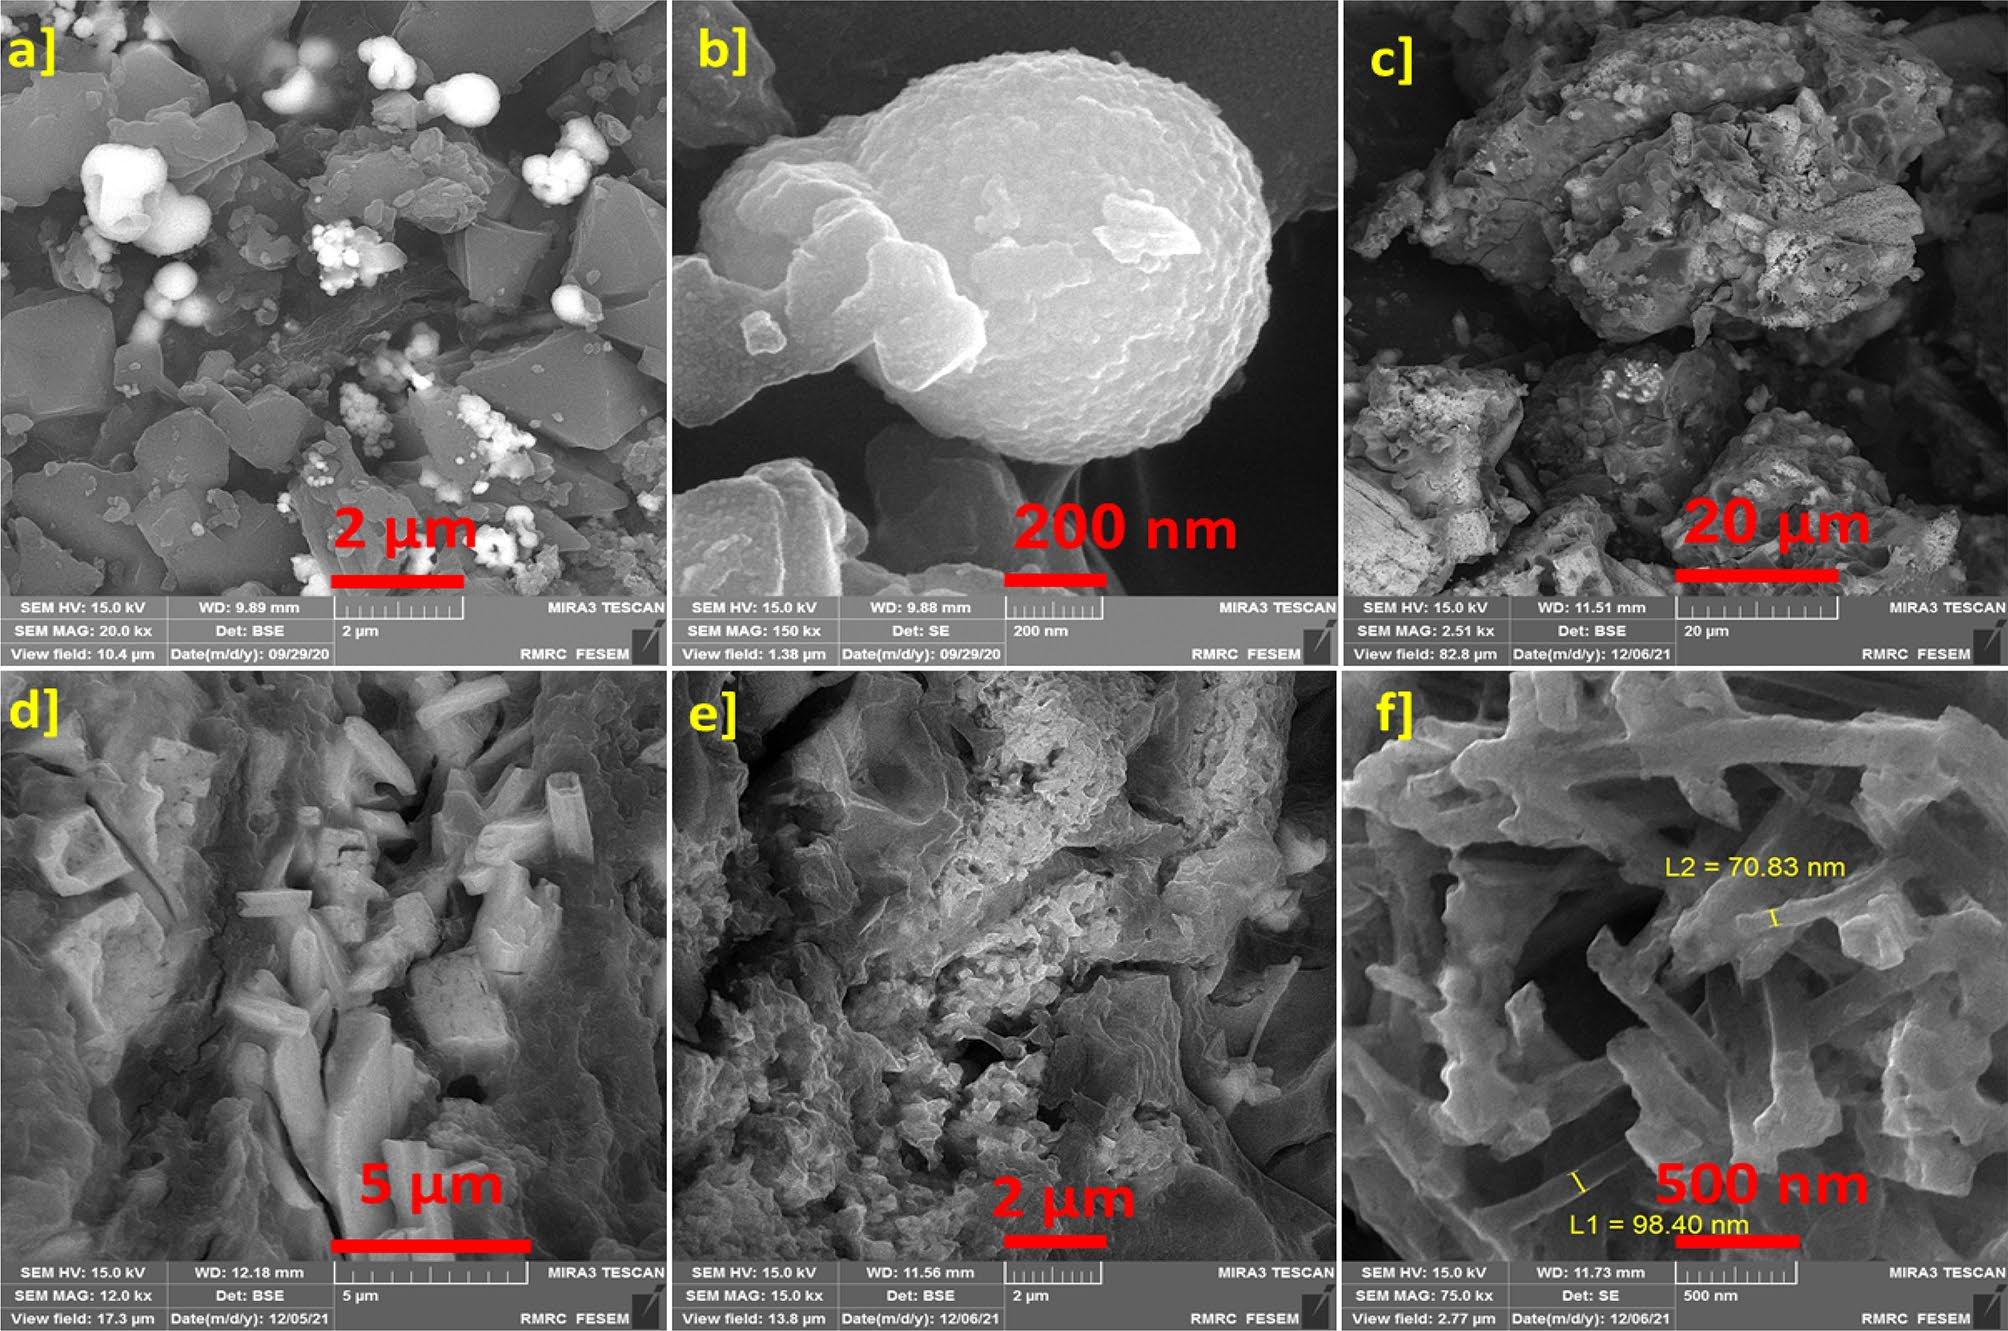 a]
2 µm
SEM HV: 15.0 kV WD: 9.89 mm MIRA3 TESCAN
SEM MAG: 20.0 kx Det: BSE 2 µm
View field: 10.4 µm Date(m/d/y): 09/29/20 RMRC FESEM
b]
200 nm
SEM HV: 15.0 kV WD: 9.88 mm MIRA3 TESCAN
SEM MAG: 150 kx Det: SE 200 nm
View field: 1.38 µm Date(m/d/y): 09/29/20 RMRC FESEM
c]
20 µm
SEM HV: 15.0 kV WD: 11.51 mm MIRA3 TESCAN
SEM MAG: 2.51 kx Det: BSE 20 µm
View field: 82.8 µm Date(m/d/y): 12/06/21 RMRC FESEM
d]
5 µm
SEM HV: 15.0 kV WD: 12.18 mm MIRA3 TESCAN
SEM MAG: 12.0 kx Det: BSE 5 µm
View field: 17.3 µm Date(m/d/y): 12/05/21 RMRC FESEM
e]
2 µm
SEM HV: 15.0 kV WD: 11.56 mm MIRA3 TESCAN
SEM MAG: 15.0 kx Det: BSE 2 µm
View field: 13.8 µm Date(m/d/y): 12/06/21 RMRC FESEM
f]
L2 = 70.83 nm
500 nm
L1 = 98.40 nm
SEM HV: 15.0 kV WD: 11.73 mm MIRA3 TESCAN
SEM MAG: 75.0 kx Det: SE 500 nm
View field: 2.77 µm Date(m/d/y): 12/06/21 RMRC FESEM